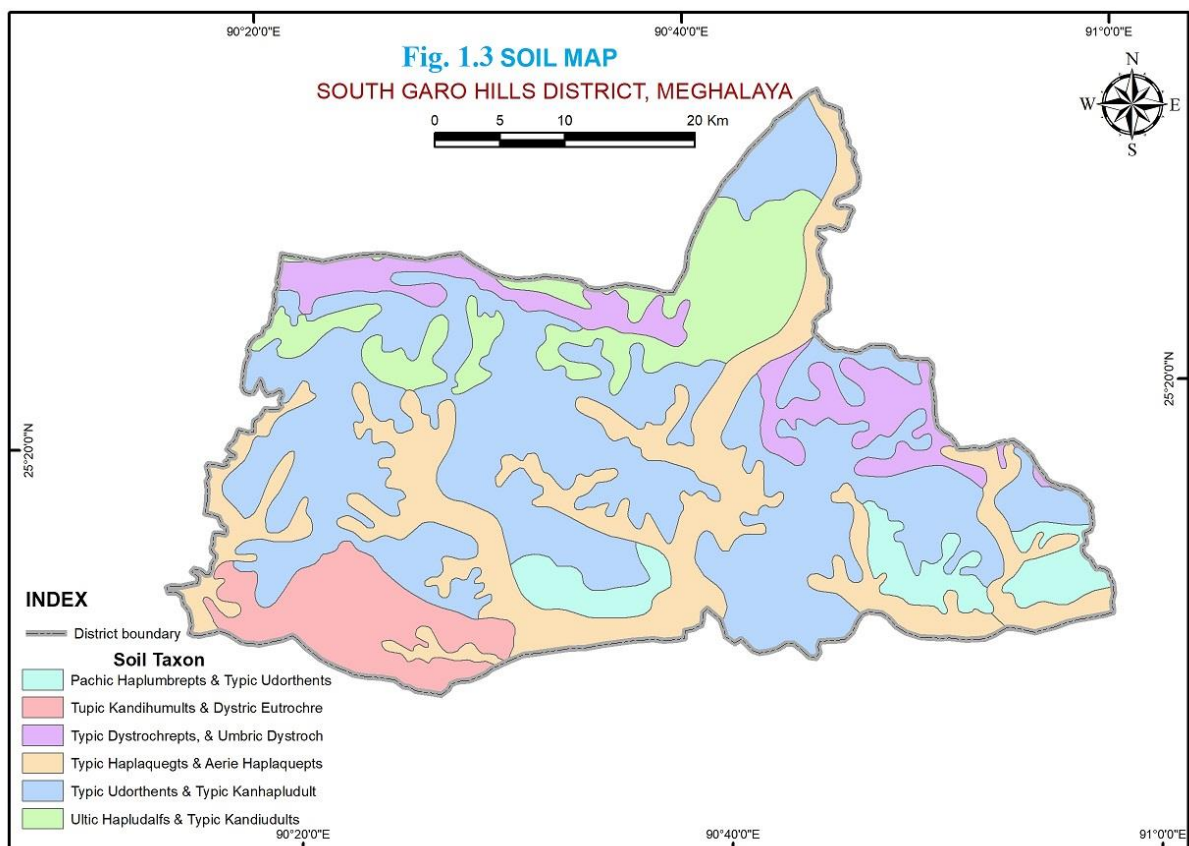 90°20'0"E 90°40'0"E 91°0'0"E
Fig. 1.3 SOIL MAP
SOUTH GARO HILLS DISTRICT, MEGHALAYA
0 5 10 20 Km
N
W E
S
25°20'0"N
25°20'0"N
INDEX
District boundary
Soil Taxon
Pachic Haplumbrepts & Typic Udorthents
Tupic Kandihumults & Dystric Eutrochre
Typic Dystrochrepts, & Umbric Dystroch
Typic Haplaquegts & Aerie Haplaquepts
Typic Udorthents & Typic Kanhapludult
Ultic Hapludalfs & Typic Kandiudults
90°20'0"E 90°40'0"E 91°0'0"E